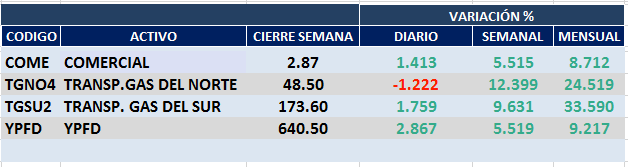 VARIACIÓN %
CODIGO ACTIVO CIERRE SEMANA DIARIO SEMANAL MENSUAL
COME COMERCIAL 2.87 1.413 5.515 8.712
TGNO4 TRANSP.GAS DEL NORTE 48.50 -1.222 12.399 24.519
TGSU2 TRANSP. GAS DEL SUR 173.60 1.759 9.631 33.590
YPFD YPFD 640.50 2.867 5.519 9.217